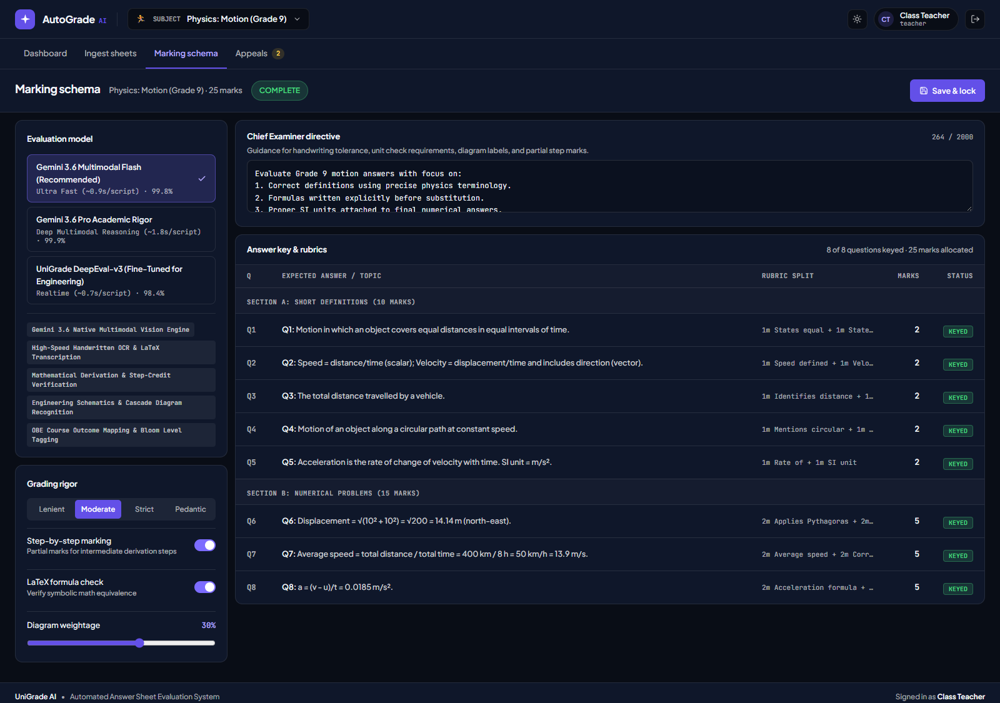 AutoGrade AI
SUBJECT Physics: Motion (Grade 9)
CT
Class Teacher
teacher
Dashboard
Ingest sheets
Marking schema
Appeals 2
Marking schema
Physics: Motion (Grade 9) · 25 marks
COMPLETE
Save & lock
Evaluation model
Gemini 3.6 Multimodal Flash
(Recommended)
Ultra Fast (~0.9s/script) · 99.8%
Gemini 3.6 Pro Academic Rigor
Deep Multimodal Reasoning (~1.8s/script)
· 99.9%
UniGrade DeepEval-v3 (Fine-Tuned for
Engineering)
Realtime (~0.7s/script) · 98.4%
Gemini 3.6 Native Multimodal Vision Engine
High-Speed Handwritten OCR & LaTeX
Transcription
Mathematical Derivation & Step-Credit
Verification
Engineering Schematics & Cascade Diagram
Recognition
OBE Course Outcome Mapping & Bloom Level
Tagging
Grading rigor
Lenient
Moderate
Strict
Pedantic
Step-by-step marking
Partial marks for intermediate derivation steps
LaTeX formula check
Verify symbolic math equivalence
Diagram weightage 30%
Chief Examiner directive
264 / 2000
Guidance for handwriting tolerance, unit check requirements, diagram labels, and partial step marks.
Evaluate Grade 9 motion answers with focus on:
1. Correct definitions using precise physics terminology.
2. Formulas written explicitly before substitution.
3. Proper SI units attached to final numerical answers.
Answer key & rubrics
8 of 8 questions keyed · 25 marks allocated
Q EXPECTED ANSWER / TOPIC RUBRIC SPLIT MARKS STATUS
SECTION A: SHORT DEFINITIONS (10 MARKS)
Q1 Q1: Motion in which an object covers equal distances in equal intervals of time. 1m States equal + 1m State… 2 KEYED
Q2 Q2: Speed = distance/time (scalar); Velocity = displacement/time and includes direction (vector). 1m Speed defined + 1m Velo… 2 KEYED
Q3 Q3: The total distance travelled by a vehicle. 1m Identifies distance + 1… 2 KEYED
Q4 Q4: Motion of an object along a circular path at constant speed. 1m Mentions circular + 1m … 2 KEYED
Q5 Q5: Acceleration is the rate of change of velocity with time. SI unit = m/s². 1m Rate of + 1m SI unit 2 KEYED
SECTION B: NUMERICAL PROBLEMS (15 MARKS)
Q6 Q6: Displacement = √(10² + 10²) = √200 = 14.14 m (north-east). 2m Applies Pythagoras + 2m… 5 KEYED
Q7 Q7: Average speed = total distance / total time = 400 km / 8 h = 50 km/h = 13.9 m/s. 2m Average speed + 2m Corr… 5 KEYED
Q8 Q8: a = (v - u)/t = 0.0185 m/s². 2m Acceleration formula + … 5 KEYED
UniGrade AI • Automated Answer Sheet Evaluation System
Signed in as Class Teacher